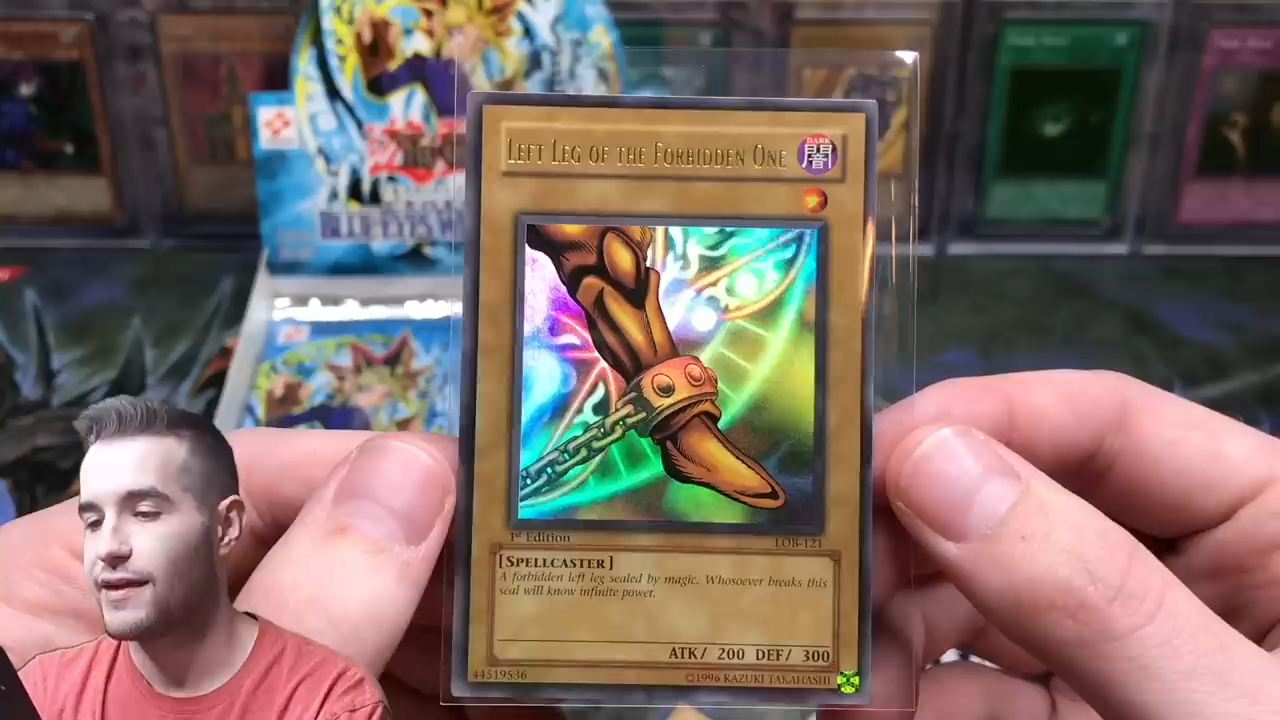 LEFT LEG OF THE FORBIDDEN ONE
DARK
闇
1st Edition
LOB-121
[SPELLCASTER]
A forbidden left leg sealed by magic. Whosoever breaks this
seal will know infinite power.
ATK/ 200 DEF/ 300
44519536
©1996 KAZUKI TAKAHASHI